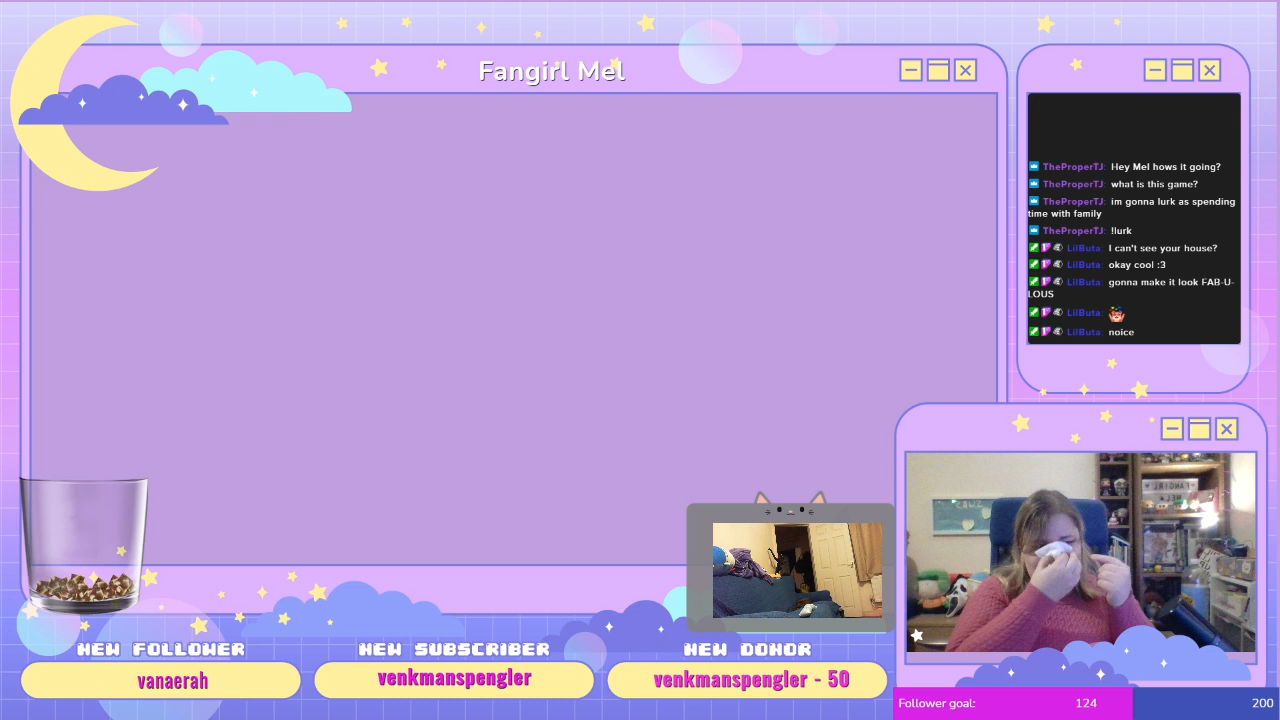 Fangirl Mel
TheProperTJ: Hey Mel hows it going?
TheProperTJ: what is this game?
TheProperTJ: im gonna lurk as spending
time with family
TheProperTJ: !lurk
LilButa: I can't see your house?
LilButa: okay cool :3
LilButa: gonna make it look FAB-U-
LOUS
LilButa:
LilButa: noice
NEW FOLLOWER
vanaerah
NEW SUBSCRIBER
venkmanspengler
NEW DONOR
venkmanspengler - 50
Follower goal: 124 200